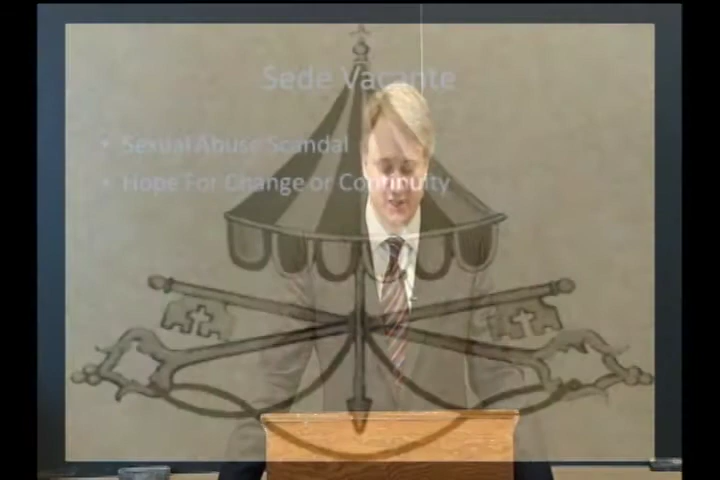 Sede Vacante
• Sexual Abuse Scandal
• Hope For Change or Continuity